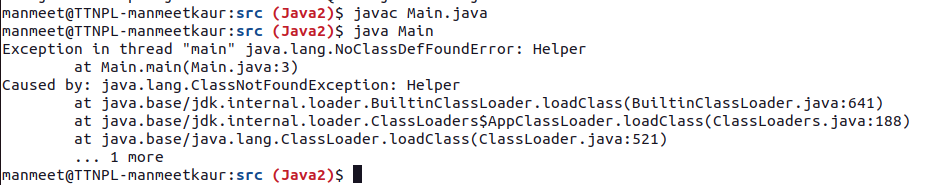 manmeet@TTNPL-manmeetkaur:src (Java2)$ javac Main.java
manmeet@TTNPL-manmeetkaur:src (Java2)$ java Main
Exception in thread "main" java.lang.NoClassDefFoundError: Helper
        at Main.main(Main.java:3)
Caused by: java.lang.ClassNotFoundException: Helper
        at java.base/jdk.internal.loader.BuiltinClassLoader.loadClass(BuiltinClassLoader.java:641)
        at java.base/jdk.internal.loader.ClassLoaders$AppClassLoader.loadClass(ClassLoaders.java:188)
        at java.base/java.lang.ClassLoader.loadClass(ClassLoader.java:521)
        ... 1 more
manmeet@TTNPL-manmeetkaur:src (Java2)$